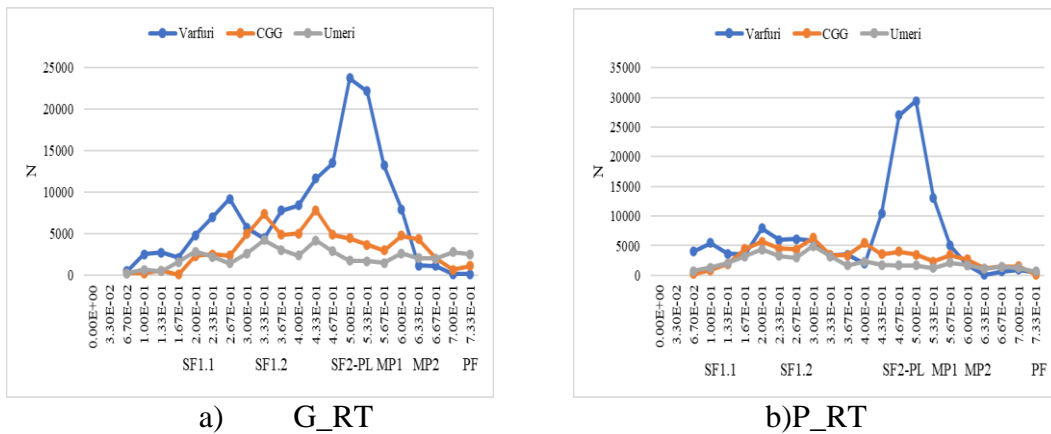 Varfuri CGG Umeri
25000
20000
15000
10000
5000
0
N
0.00E+00
3.30E-02
6.70E-02
1.00E-01
1.33E-01
1.67E-01
2.00E-01
2.33E-01
2.67E-01
3.00E-01
3.33E-01
3.67E-01
4.00E-01
4.33E-01
4.67E-01
5.00E-01
5.33E-01
5.67E-01
6.00E-01
6.33E-01
6.67E-01
7.00E-01
7.33E-01
SF1.1 SF1.2 SF2-PL MP1 MP2 PF
a) G_RT
Varfuri CGG Umeri
35000
30000
25000
20000
15000
10000
5000
0
N
0.00E+00
3.30E-02
6.70E-02
1.00E-01
1.33E-01
1.67E-01
2.00E-01
2.33E-01
2.67E-01
3.00E-01
3.33E-01
3.67E-01
4.00E-01
4.33E-01
4.67E-01
5.00E-01
5.33E-01
5.67E-01
6.00E-01
6.33E-01
6.67E-01
7.00E-01
7.33E-01
SF1.1 SF1.2 SF2-PL MP1 MP2 PF
b)P_RT